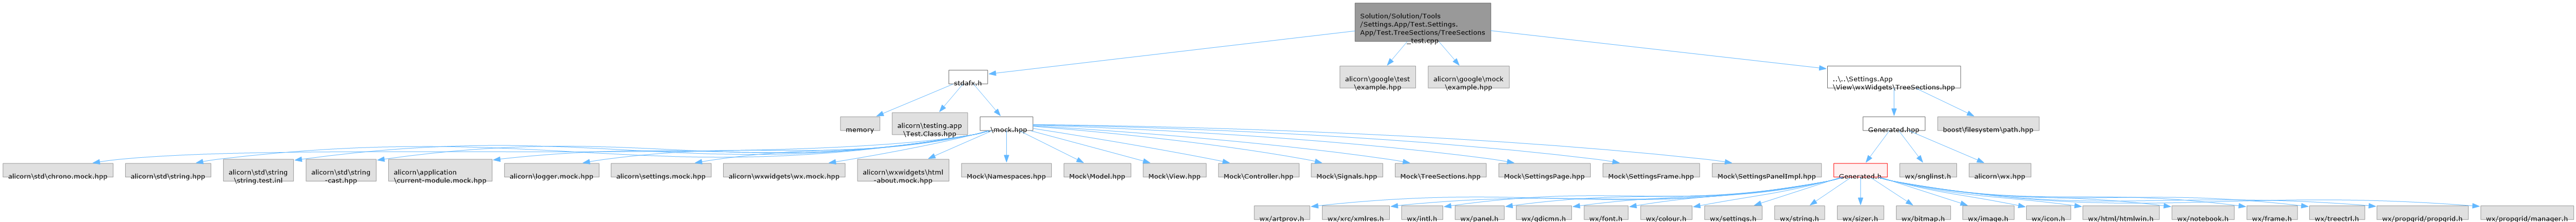 Solution/Solution/Tools
/Settings.App/Test.Settings.
App/Test.TreeSections/TreeSections
_test.cpp
stdafx.h
alicorn\google\test
\example.hpp
alicorn\google\mock
\example.hpp
..\..\Settings.App
\View\wxWidgets\TreeSections.hpp
memory
alicorn\testing.app
\Test.Class.hpp
..\mock.hpp
Generated.hpp
boost\filesystem\path.hpp
alicorn\std\chrono.mock.hpp
alicorn\std\string.hpp
alicorn\std\string
\string.test.inl
alicorn\std\string
-cast.hpp
alicorn\application
\current-module.mock.hpp
alicorn\logger.mock.hpp
alicorn\settings.mock.hpp
alicorn\wxwidgets\wx.mock.hpp
alicorn\wxwidgets\html
-about.mock.hpp
Mock\Namespaces.hpp
Mock\Model.hpp
Mock\View.hpp
Mock\Controller.hpp
Mock\Signals.hpp
Mock\TreeSections.hpp
Mock\SettingsPage.hpp
Mock\SettingsFrame.hpp
Mock\SettingsPanelImpl.hpp
Generated.h
wx/snglinst.h
alicorn\wx.hpp
wx/artprov.h
wx/xrc/xmlres.h
wx/intl.h
wx/panel.h
wx/gdicmn.h
wx/font.h
wx/colour.h
wx/settings.h
wx/string.h
wx/sizer.h
wx/bitmap.h
wx/image.h
wx/icon.h
wx/html/htmlwin.h
wx/notebook.h
wx/frame.h
wx/treectrl.h
wx/propgrid/propgrid.h
wx/propgrid/manager.h